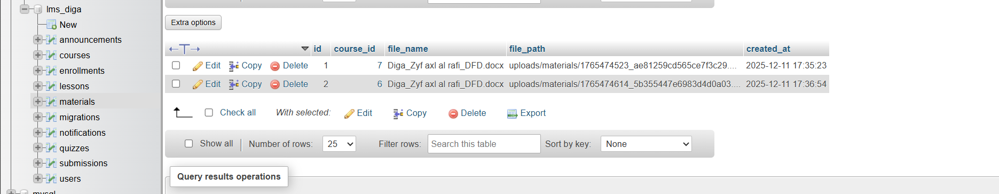 lms_diga
New
announcements
courses
enrollments
lessons
materials
migrations
notifications
quizzes
submissions
users
Extra options
id course_id file_name file_path created_at
Edit Copy Delete 1 7 Diga_Zyf axl al rafi_DFD.docx uploads/materials/1765474523_ae81259cd565ce7f3c29.... 2025-12-11 17:35:23
Edit Copy Delete 2 6 Diga_Zyf axl al rafi_DFD.docx uploads/materials/1765474614_5b355447e6983d4d0a03.... 2025-12-11 17:36:54
Check all With selected: Edit Copy Delete Export
Show all Number of rows: 25 Filter rows: Search this table Sort by key: None
Query results operations